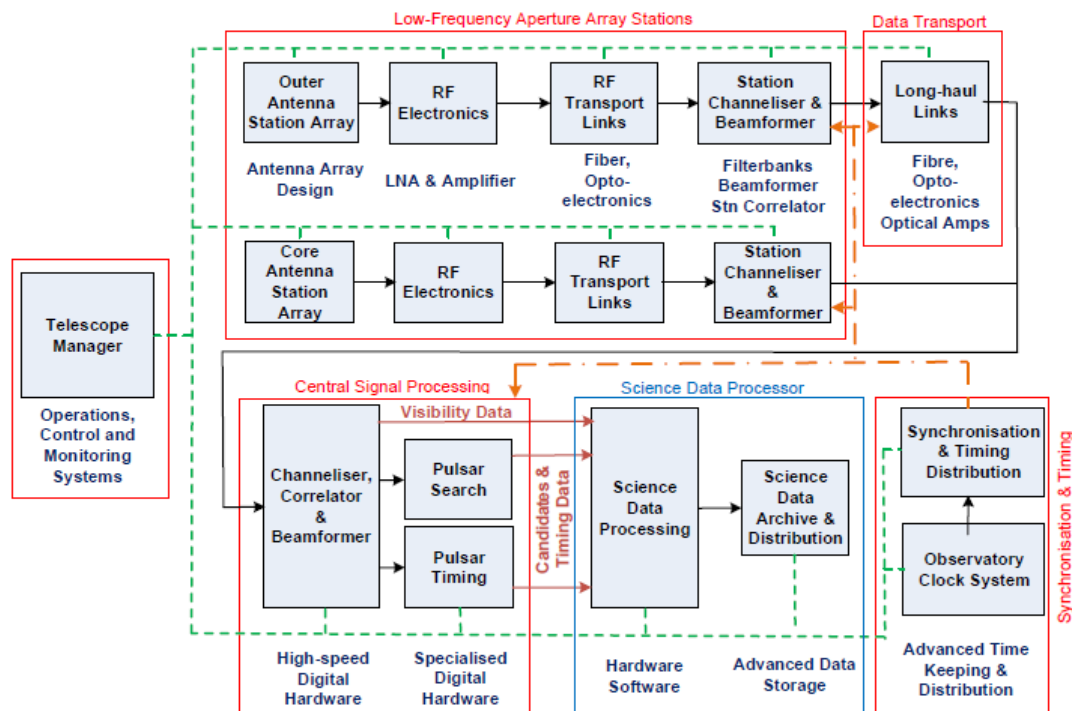 Low-Frequency Aperture Array Stations
Data Transport
Outer
Antenna
Station Array
RF
Electronics
RF
Transport
Links
Station
Channeliser &
Beamformer
Long-haul
Links
Antenna Array
Design
LNA & Amplifier
Fiber,
Opto-
electronics
Filterbanks
Beamformer
Stn Correlator
Fibre,
Opto-
electronics
Optical Amps
Core
Antenna
Station
Array
RF
Electronics
RF
Transport
Links
Station
Channeliser
&
Beamformer
Telescope
Manager
Operations,
Control and
Monitoring
Systems
Central Signal Processing
Science Data Processor
Synchronisation & Timing
Visibility Data
Channeliser,
Correlator
&
Beamformer
Pulsar
Search
Pulsar
Timing
Candidates &
Timing Data
Science
Data
Processing
Science
Data
Archive &
Distribution
Synchronisation
& Timing
Distribution
Observatory
Clock System
High-speed
Digital
Hardware
Specialised
Digital
Hardware
Hardware
Software
Advanced Data
Storage
Advanced Time
Keeping &
Distribution